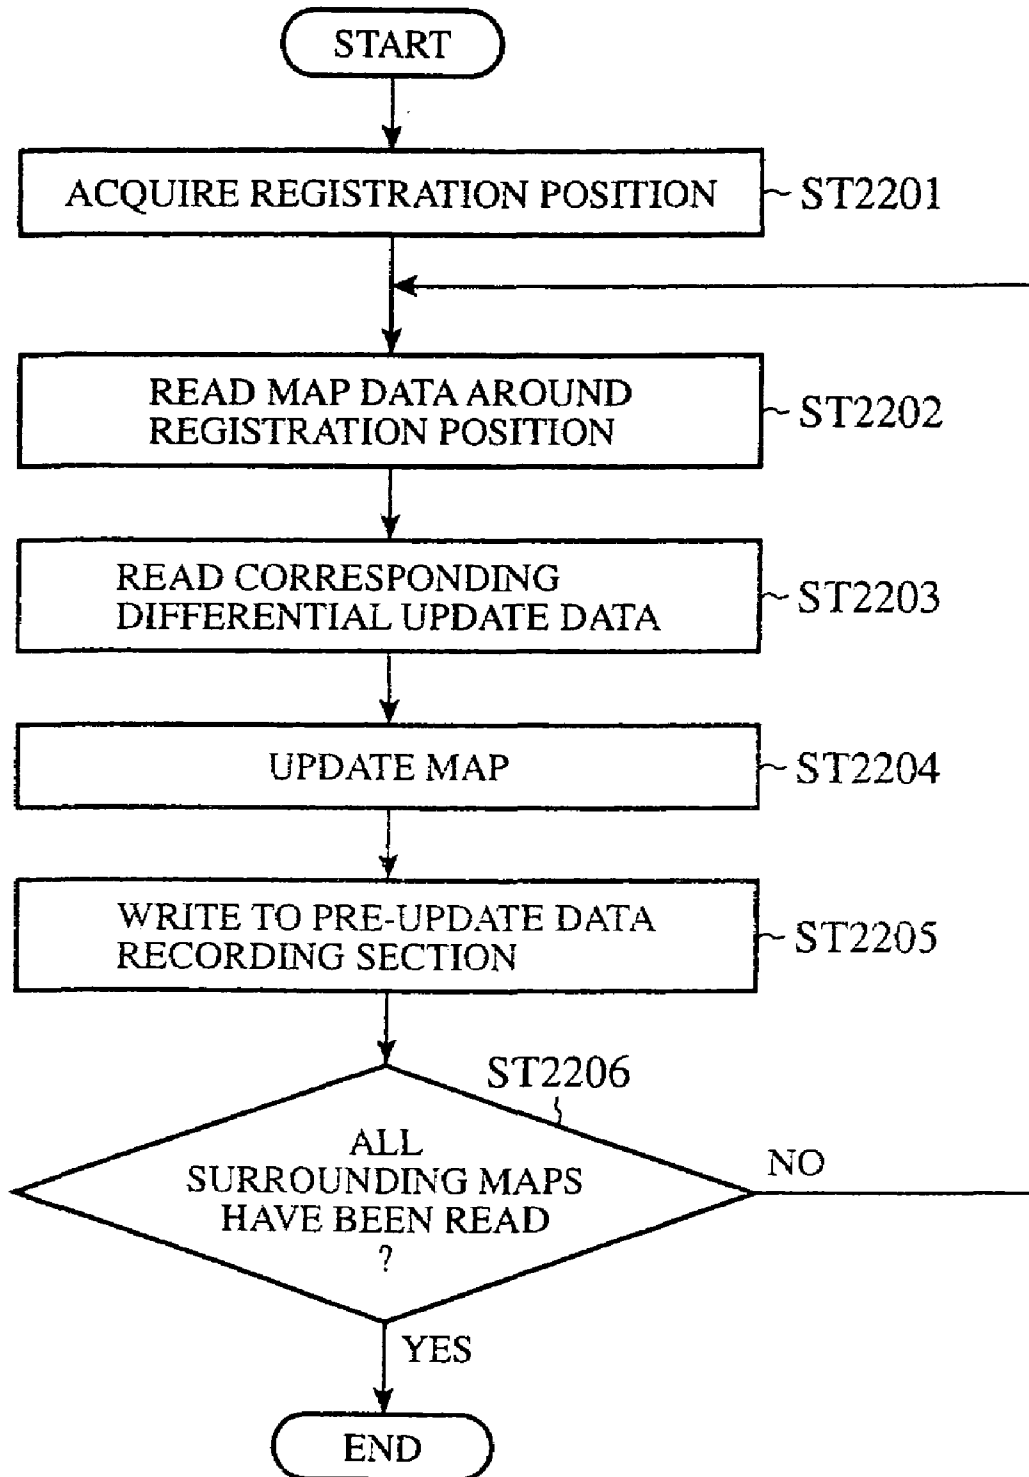 START
ACQUIRE REGISTRATION POSITION
ST2201
READ MAP DATA AROUND
REGISTRATION POSITION
ST2202
READ CORRESPONDING
DIFFERENTIAL UPDATE DATA
ST2203
UPDATE MAP
ST2204
WRITE TO PRE-UPDATE DATA
RECORDING SECTION
ST2205
ST2206
ALL
SURROUNDING MAPS
HAVE BEEN READ
?
NO
YES
END